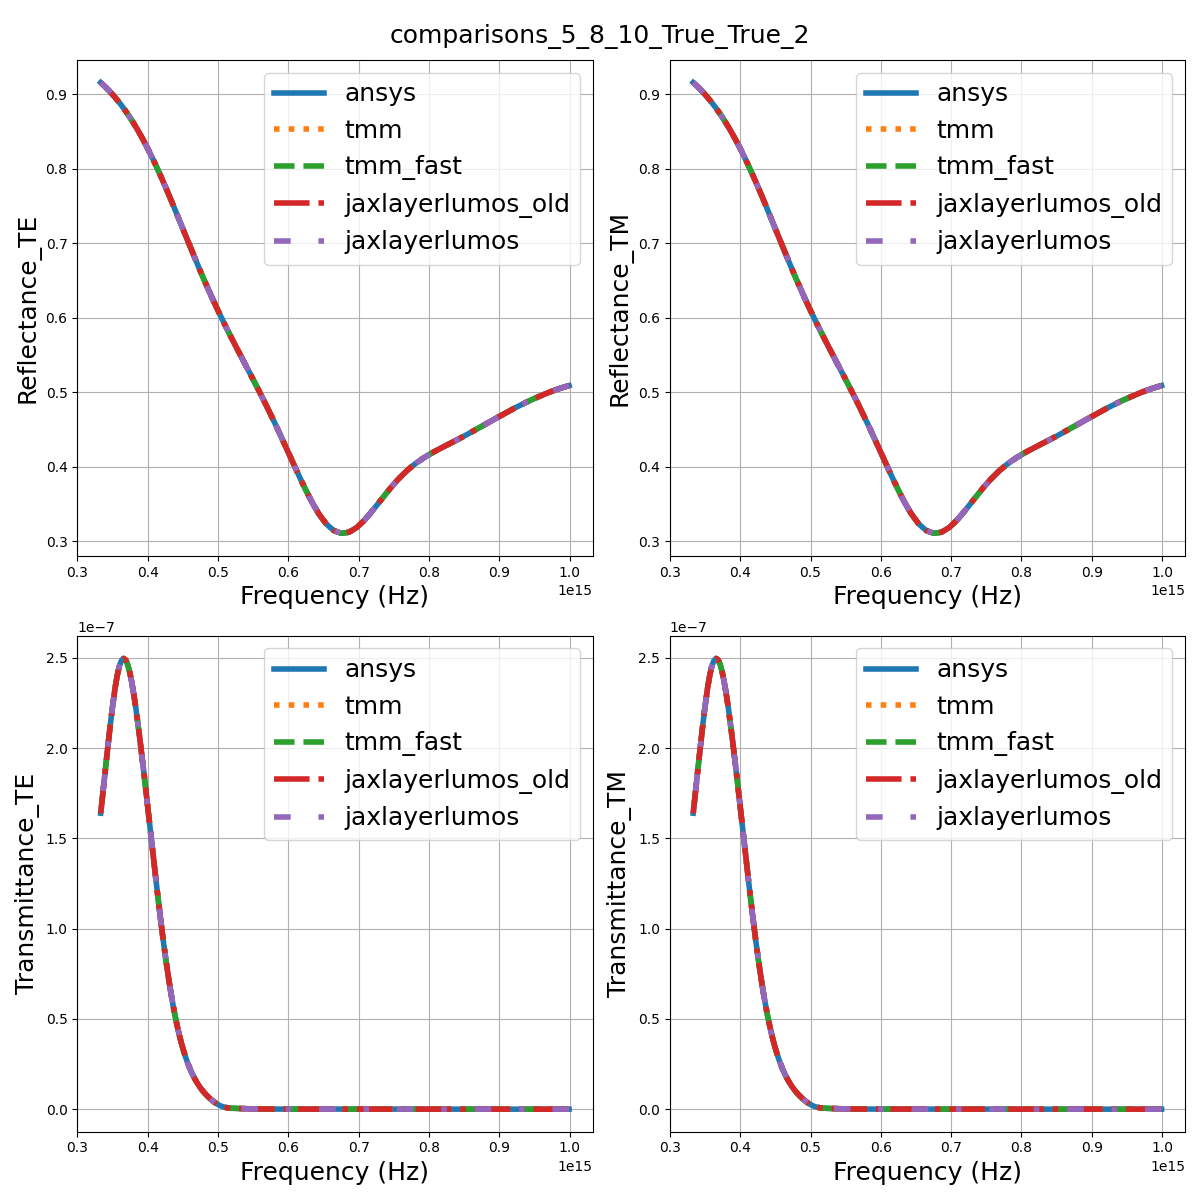 comparisons_5_8_10_True_True_2
Reflectance_TE
0.9
0.8
0.7
0.6
0.5
0.4
0.3
ansys
tmm
tmm_fast
jaxlayerlumos_old
jaxlayerlumos
0.3 0.4 0.5 0.6 0.7 0.8 0.9 1.0
1e15
Frequency (Hz)
Reflectance_TM
0.9
0.8
0.7
0.6
0.5
0.4
0.3
ansys
tmm
tmm_fast
jaxlayerlumos_old
jaxlayerlumos
0.3 0.4 0.5 0.6 0.7 0.8 0.9 1.0
1e15
Frequency (Hz)
1e−7
Transmittance_TE
2.5
2.0
1.5
1.0
0.5
0.0
ansys
tmm
tmm_fast
jaxlayerlumos_old
jaxlayerlumos
0.3 0.4 0.5 0.6 0.7 0.8 0.9 1.0
1e15
Frequency (Hz)
1e−7
Transmittance_TM
2.5
2.0
1.5
1.0
0.5
0.0
ansys
tmm
tmm_fast
jaxlayerlumos_old
jaxlayerlumos
0.3 0.4 0.5 0.6 0.7 0.8 0.9 1.0
1e15
Frequency (Hz)